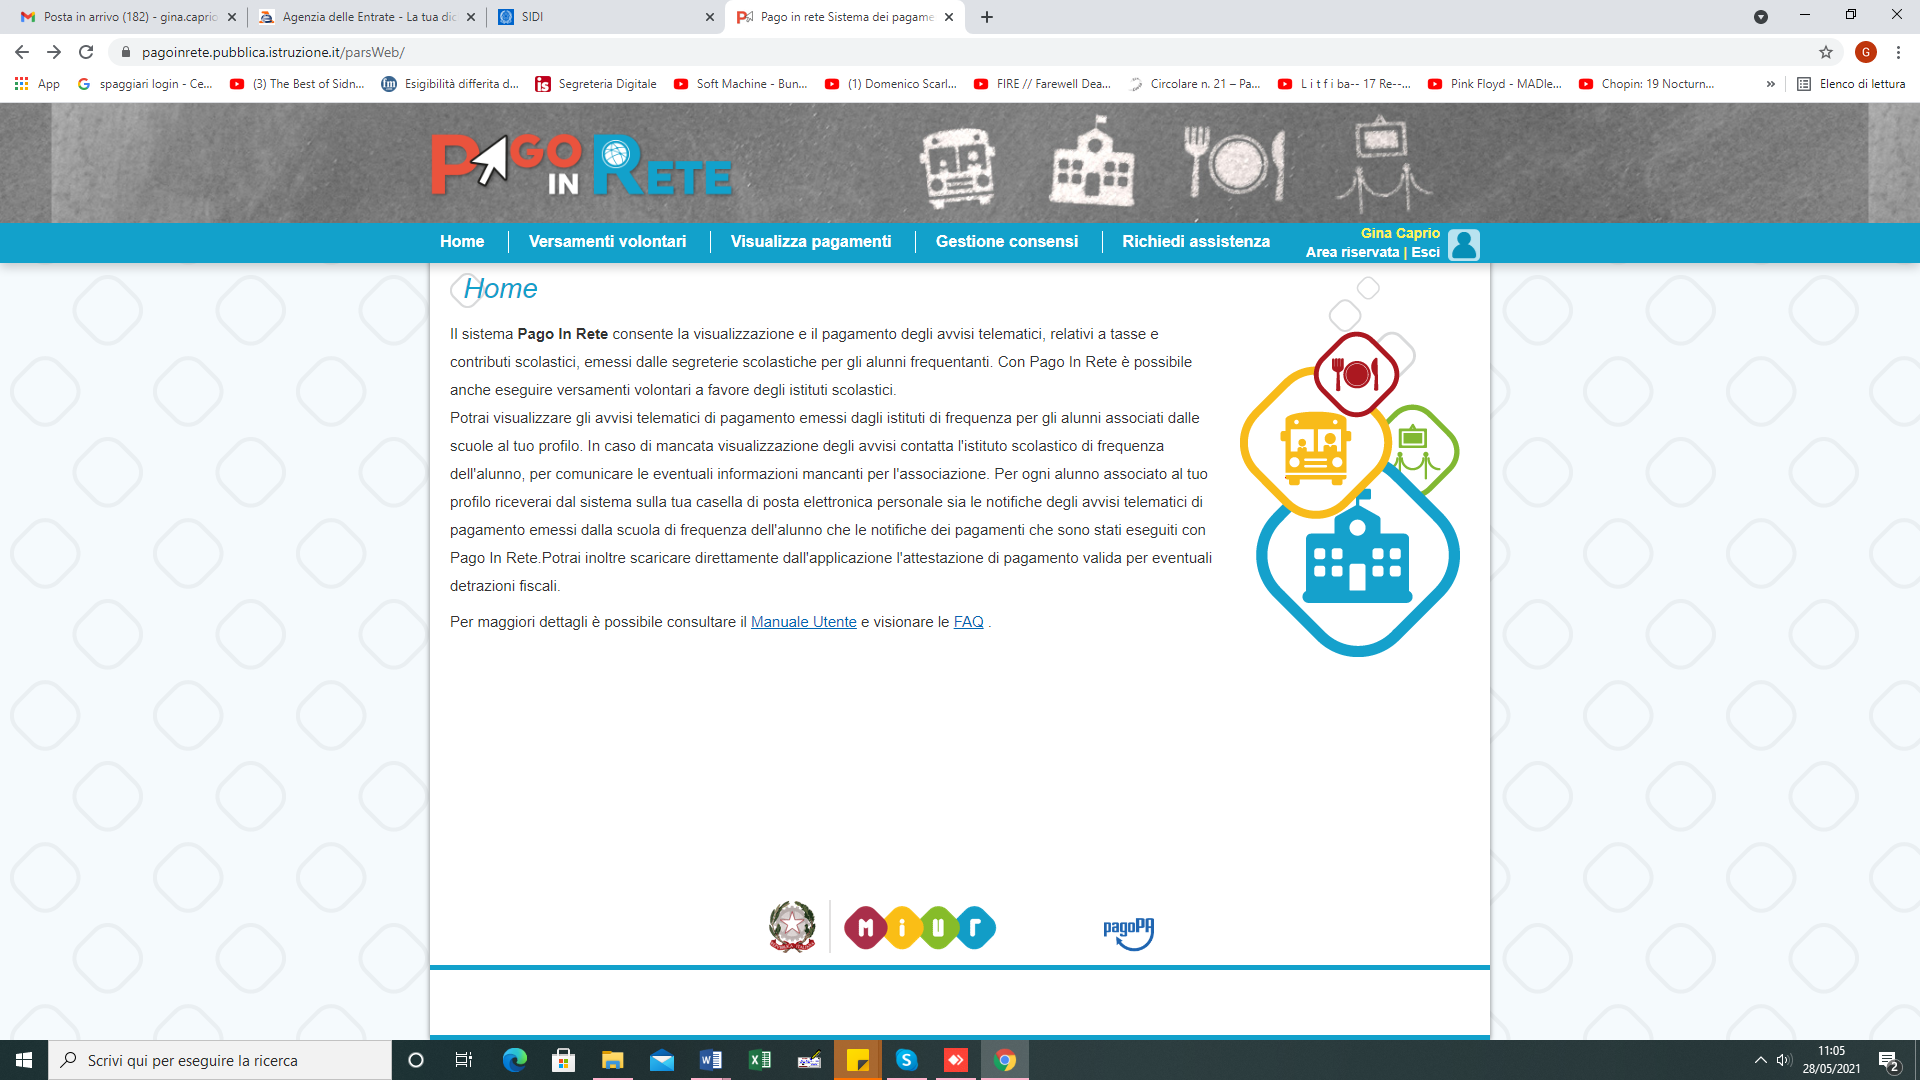 Posta in arrivo (182) - gina.caprio
Agenzia delle Entrate - La tua dic
SIDI
Pago in rete Sistema dei pagame
pagoinrete.pubblica.istruzione.it/parsWeb/
G
App
spaggiari login - Ce...
(3) The Best of Sidn...
Esigibilità differita d...
Segreteria Digitale
Soft Machine - Bun...
(1) Domenico Scarl...
FIRE // Farewell Dea...
Circolare n. 21 – Pa...
L i t f i ba-- 17 Re--...
Pink Floyd - MADle...
Chopin: 19 Nocturn...
»
Elenco di lettura
PAGO IN RETE
Home
Versamenti volontari
Visualizza pagamenti
Gestione consensi
Richiedi assistenza
Gina Caprio
Area riservata | Esci
Home
Il sistema Pago In Rete consente la visualizzazione e il pagamento degli avvisi telematici, relativi a tasse e
contributi scolastici, emessi dalle segreterie scolastiche per gli alunni frequentanti. Con Pago In Rete è possibile
anche eseguire versamenti volontari a favore degli istituti scolastici.
Potrai visualizzare gli avvisi telematici di pagamento emessi dagli istituti di frequenza per gli alunni associati dalle
scuole al tuo profilo. In caso di mancata visualizzazione degli avvisi contatta l'istituto scolastico di frequenza
dell'alunno, per comunicare le eventuali informazioni mancanti per l'associazione. Per ogni alunno associato al tuo
profilo riceverai dal sistema sulla tua casella di posta elettronica personale sia le notifiche degli avvisi telematici di
pagamento emessi dalla scuola di frequenza dell'alunno che le notifiche dei pagamenti che sono stati eseguiti con
Pago In Rete.Potrai inoltre scaricare direttamente dall'applicazione l'attestazione di pagamento valida per eventuali
detrazioni fiscali.
Per maggiori dettagli è possibile consultare il Manuale Utente e visionare le FAQ .
Miur
pagoPA
Scrivi qui per eseguire la ricerca
11:05
28/05/2021
2